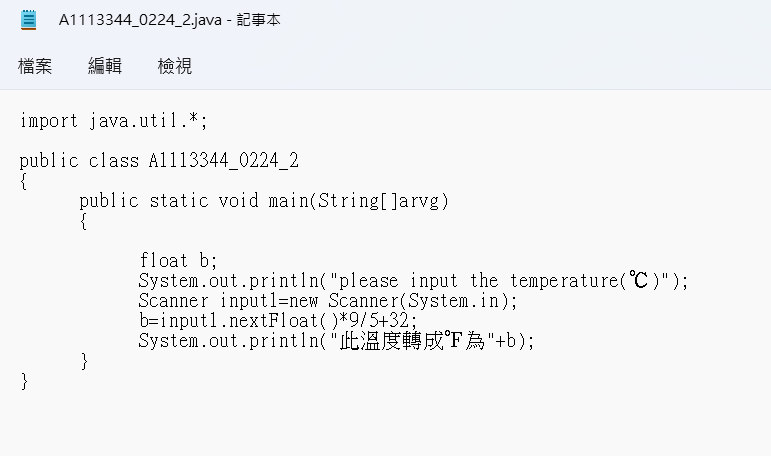 A1113344_0224_2.java - 記事本
檔案 編輯 檢視
import java.util.*;
public class A1113344_0224_2
{
public static void main(String[]arvg)
{
float b;
System.out.println("please input the temperature(℃)");
Scanner input1=new Scanner(System.in);
b=input1.nextFloat()*9/5+32;
System.out.println("此溫度轉成℉為"+b);
}
}